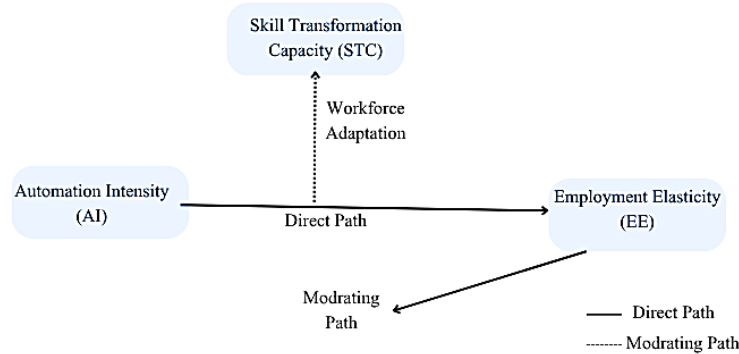 Skill Transformation
Capacity (STC)
Workforce
Adaptation
Automation Intensity
(AI)
Direct Path
Employment Elasticity
(EE)
Modrating
Path
Direct Path
Modrating Path